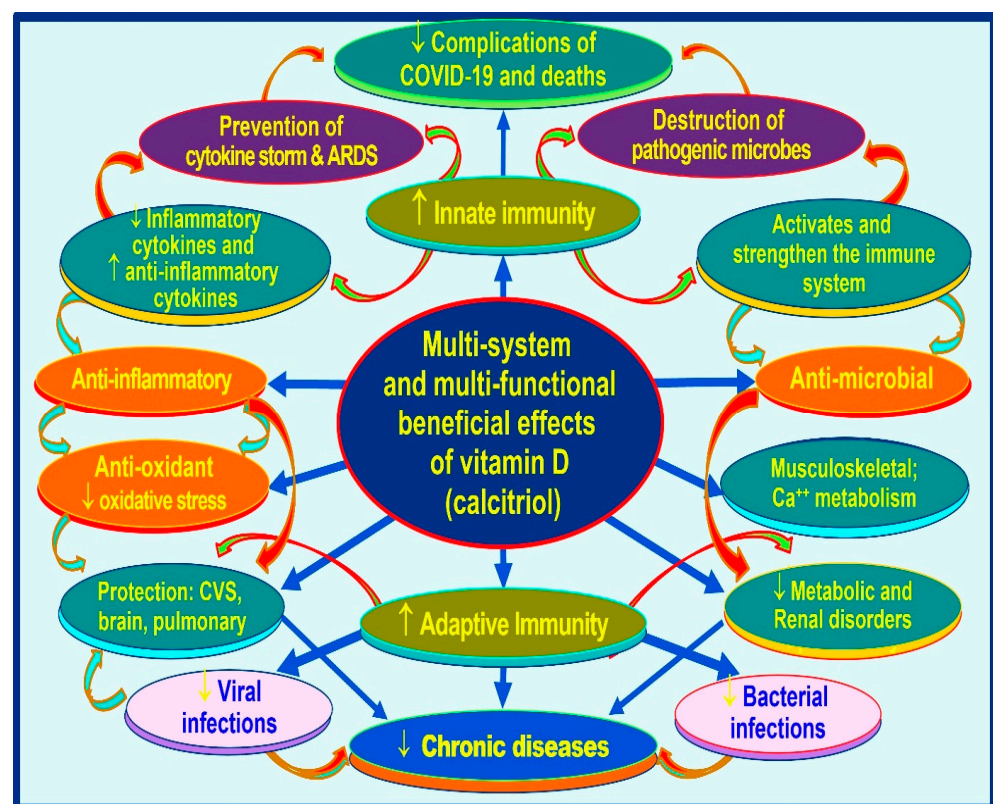 ↓ Complications of
COVID-19 and deaths
Prevention of
cytokine storm & ARDS
Destruction of
pathogenic microbes
↑ Innate immunity
↓ Inflammatory
cytokines and
↑ anti-inflammatory
cytokines
Activates and
strengthen the immune
system
Multi-system
and multi-functional
beneficial effects
of vitamin D
(calcitriol)
Anti-inflammatory
Anti-microbial
Anti-oxidant
↓ oxidative stress
Musculoskeletal;
Ca⁺⁺ metabolism
Protection: CVS,
brain, pulmonary
↑ Adaptive Immunity
↓ Metabolic and
Renal disorders
↓ Viral
infections
↓ Bacterial
infections
↓ Chronic diseases